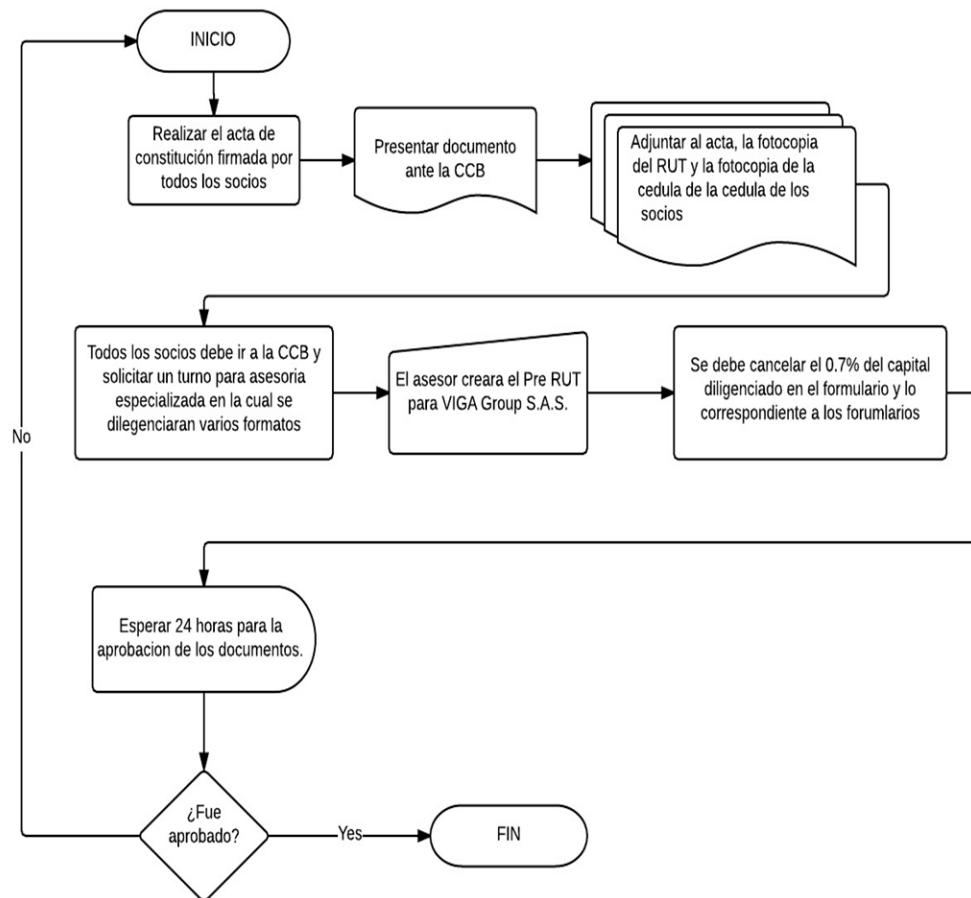 INICIO
Realizar el acta de
constitución firmada por
todos los socios
Presentar documento
ante la CCB
Adjuntar al acta, la fotocopia
del RUT y la fotocopia de la
cedula de la cedula de los
socios
Todos los socios debe ir a la CCB y
solicitar un turno para asesoria
especializada en la cual se
dilegenciaran varios formatos
El asesor creara el Pre RUT
para VIGA Group S.A.S.
Se debe cancelar el 0.7% del capital
diligenciado en el formulario y lo
correspondiente a los forumlarios
No
Esperar 24 horas para la
aprobacion de los documentos.
¿Fue
aprobado?
Yes
FIN